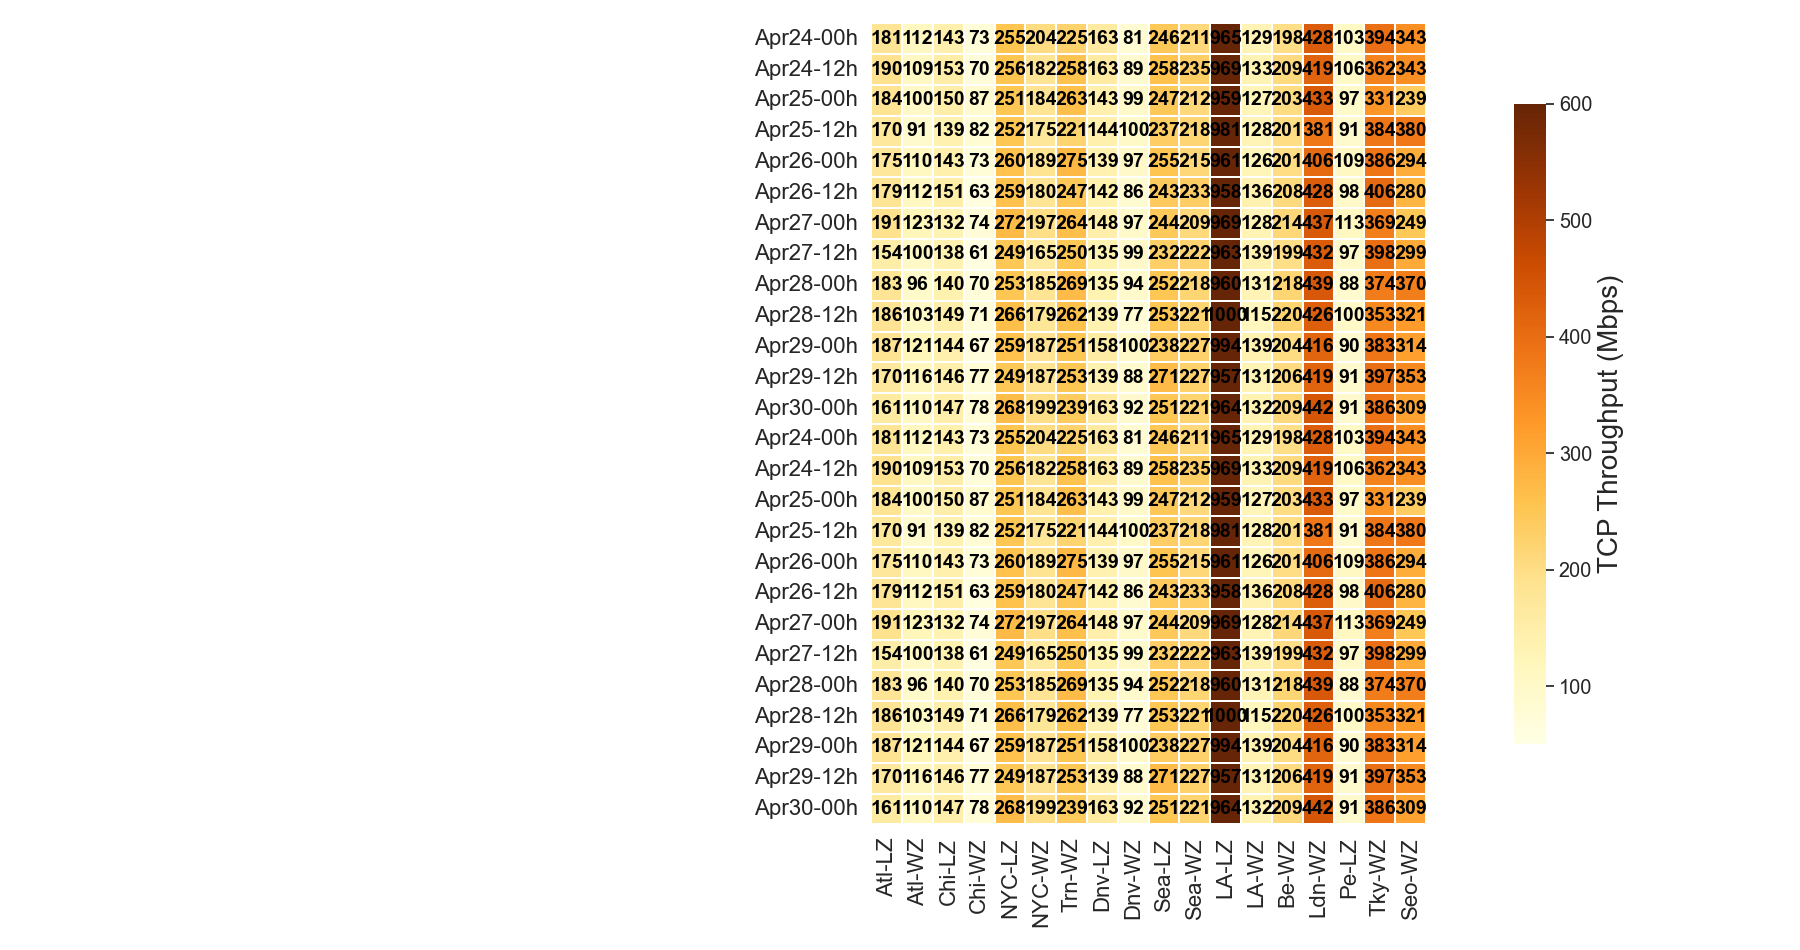 Apr24-00h 181 112 143 73 255 204 225 163 81 246 211 965 129 198 428 103 394 343
Apr24-12h 190 109 153 70 256 182 258 163 89 258 235 969 133 209 419 106 362 343
Apr25-00h 184 100 150 87 251 184 263 143 99 247 212 959 127 203 433 97 331 239
Apr25-12h 170 91 139 82 252 175 221 144 100 237 218 981 128 201 381 91 384 380
Apr26-00h 175 110 143 73 260 189 275 139 97 255 215 961 126 201 406 109 386 294
Apr26-12h 179 112 151 63 259 180 247 142 86 243 233 958 136 208 428 98 406 280
Apr27-00h 191 123 132 74 272 197 264 148 97 244 209 969 128 214 437 113 369 249
Apr27-12h 154 100 138 61 249 165 250 135 99 232 222 963 139 199 432 97 398 299
Apr28-00h 183 96 140 70 253 185 269 135 94 252 218 960 131 218 439 88 374 370
Apr28-12h 186 103 149 71 266 179 262 139 77 253 221 1000 115 220 426 100 353 321
Apr29-00h 187 121 144 67 259 187 251 158 100 238 227 994 139 204 416 90 383 314
Apr29-12h 170 116 146 77 249 187 253 139 88 271 227 957 131 206 419 91 397 353
Apr30-00h 161 110 147 78 268 199 239 163 92 251 221 964 132 209 442 91 386 309
Apr24-00h 181 112 143 73 255 204 225 163 81 246 211 965 129 198 428 103 394 343
Apr24-12h 190 109 153 70 256 182 258 163 89 258 235 969 133 209 419 106 362 343
Apr25-00h 184 100 150 87 251 184 263 143 99 247 212 959 127 203 433 97 331 239
Apr25-12h 170 91 139 82 252 175 221 144 100 237 218 981 128 201 381 91 384 380
Apr26-00h 175 110 143 73 260 189 275 139 97 255 215 961 126 201 406 109 386 294
Apr26-12h 179 112 151 63 259 180 247 142 86 243 233 958 136 208 428 98 406 280
Apr27-00h 191 123 132 74 272 197 264 148 97 244 209 969 128 214 437 113 369 249
Apr27-12h 154 100 138 61 249 165 250 135 99 232 222 963 139 199 432 97 398 299
Apr28-00h 183 96 140 70 253 185 269 135 94 252 218 960 131 218 439 88 374 370
Apr28-12h 186 103 149 71 266 179 262 139 77 253 221 1000 115 220 426 100 353 321
Apr29-00h 187 121 144 67 259 187 251 158 100 238 227 994 139 204 416 90 383 314
Apr29-12h 170 116 146 77 249 187 253 139 88 271 227 957 131 206 419 91 397 353
Apr30-00h 161 110 147 78 268 199 239 163 92 251 221 964 132 209 442 91 386 309
Atl-LZ
Atl-WZ
Chi-LZ
Chi-WZ
NYC-LZ
NYC-WZ
Trn-WZ
Dnv-LZ
Dnv-WZ
Sea-LZ
Sea-WZ
LA-LZ
LA-WZ
Be-WZ
Ldn-WZ
Pe-LZ
Tky-WZ
Seo-WZ
600
500
400
300
200
100
TCP Throughput (Mbps)